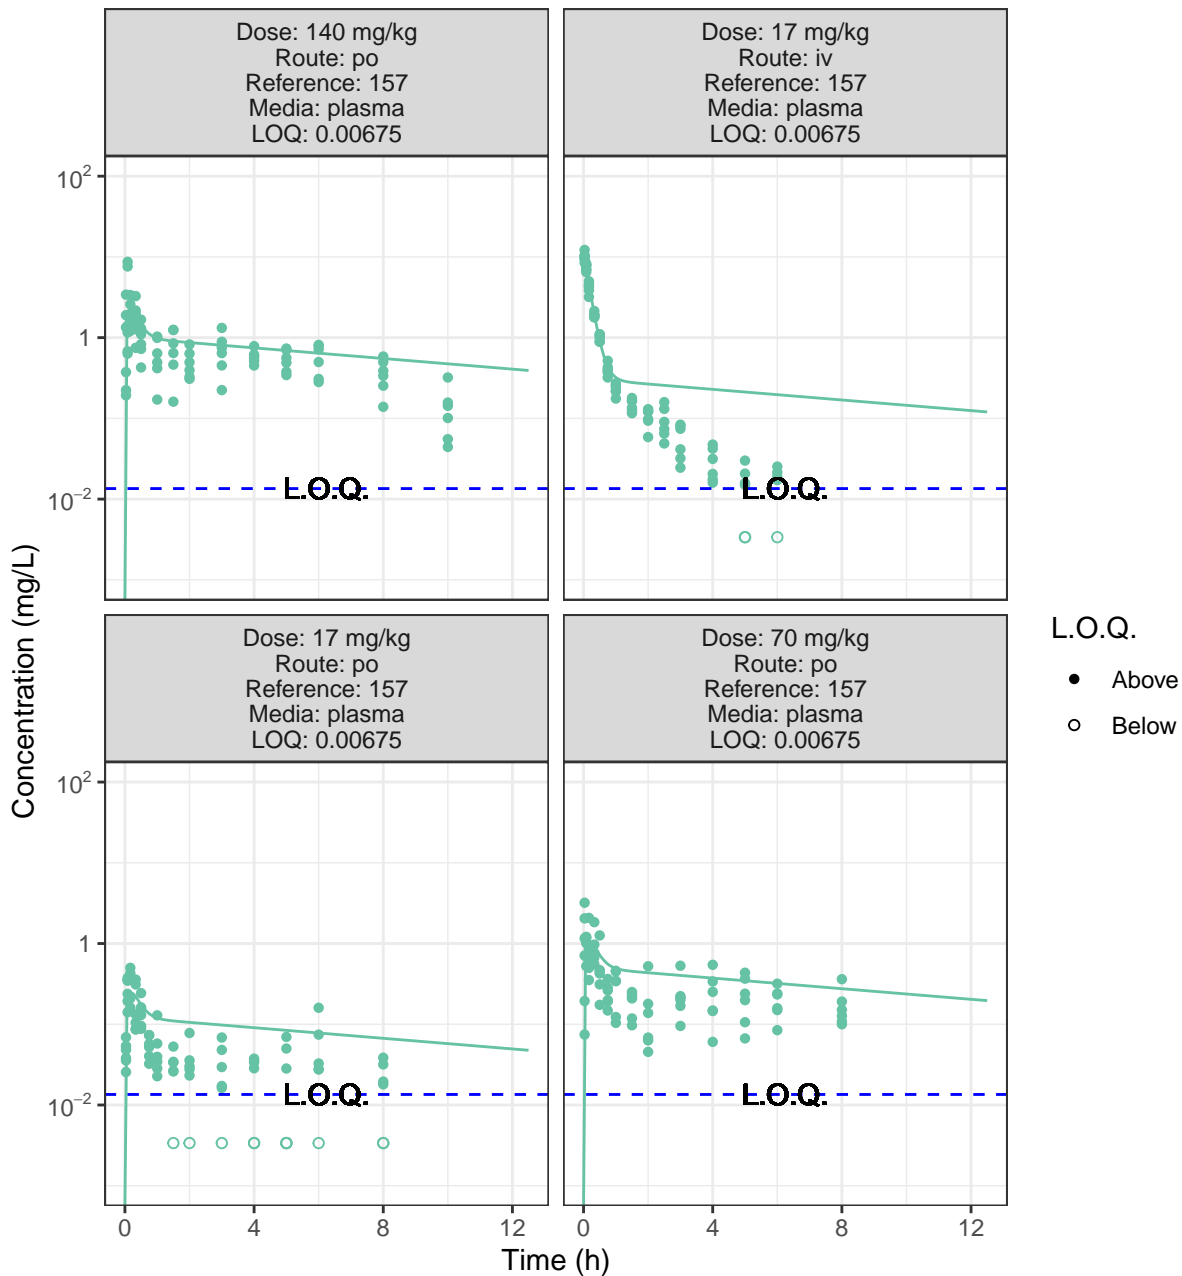 Dose: 140 mg/kg
Route: po
Reference: 157
Media: plasma
LOQ: 0.00675
Dose: 17 mg/kg
Route: iv
Reference: 157
Media: plasma
LOQ: 0.00675
10²
1
10⁻²
L.O.Q.
L.O.Q.
Dose: 17 mg/kg
Route: po
Reference: 157
Media: plasma
LOQ: 0.00675
Dose: 70 mg/kg
Route: po
Reference: 157
Media: plasma
LOQ: 0.00675
10²
1
10⁻²
L.O.Q.
L.O.Q.
0 4 8 12
0 4 8 12
Time (h)
Concentration (mg/L)
L.O.Q.
Above
Below